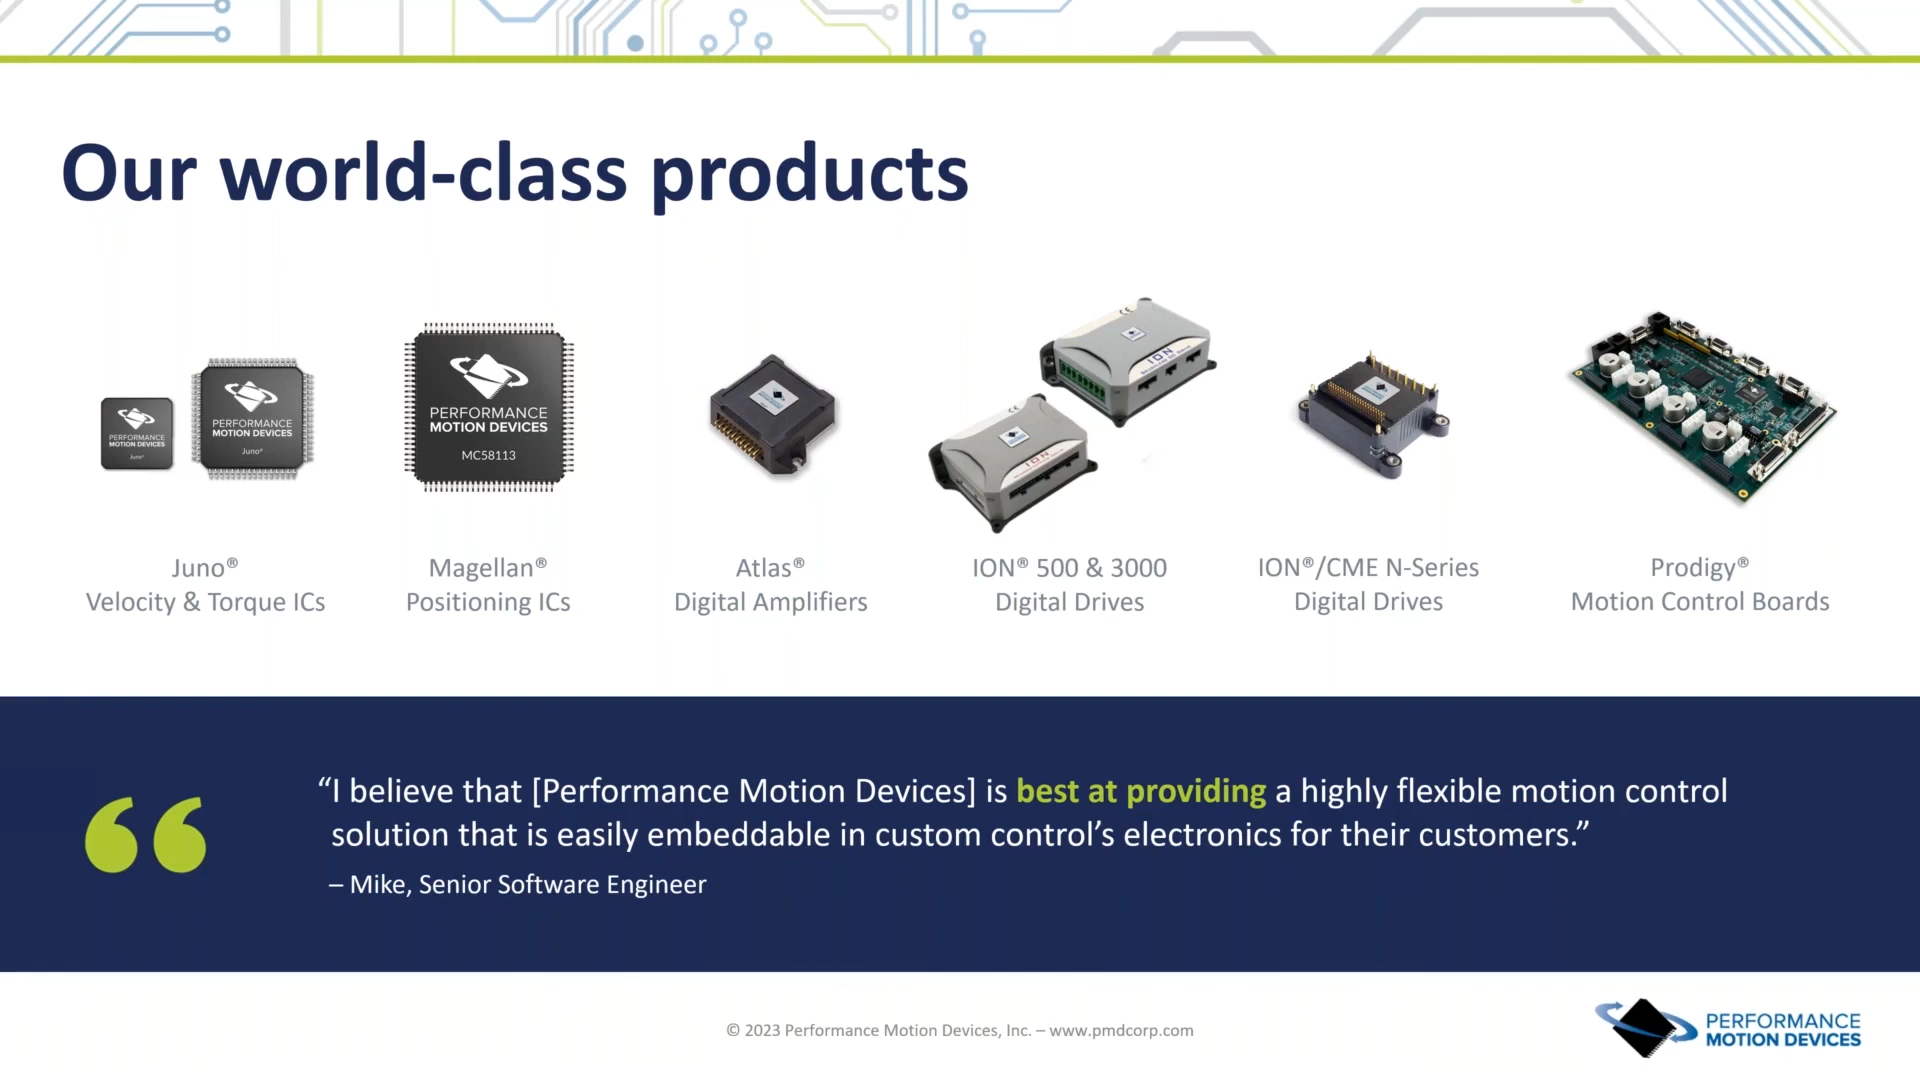 Our world-class products
PERFORMANCE
MOTION DEVICES
Juno®
PERFORMANCE
MOTION DEVICES
Juno®
PERFORMANCE
MOTION DEVICES
MC58113
ION
ION
Juno®
Velocity & Torque ICs
Magellan®
Positioning ICs
Atlas®
Digital Amplifiers
ION® 500 & 3000
Digital Drives
ION®/CME N-Series
Digital Drives
Prodigy®
Motion Control Boards
“I believe that [Performance Motion Devices] is best at providing a highly flexible motion control
solution that is easily embeddable in custom control’s electronics for their customers.”
– Mike, Senior Software Engineer
© 2023 Performance Motion Devices, Inc. – www.pmdcorp.com
PERFORMANCE
MOTION DEVICES